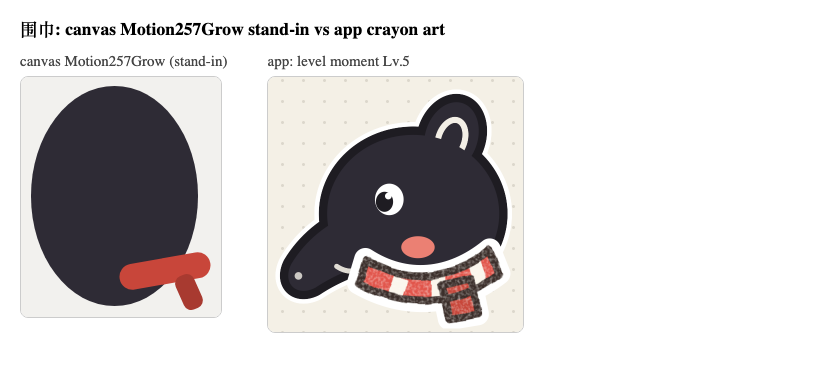 围巾: canvas Motion257Grow stand-in vs app crayon art
canvas Motion257Grow (stand-in)
app: level moment Lv.5